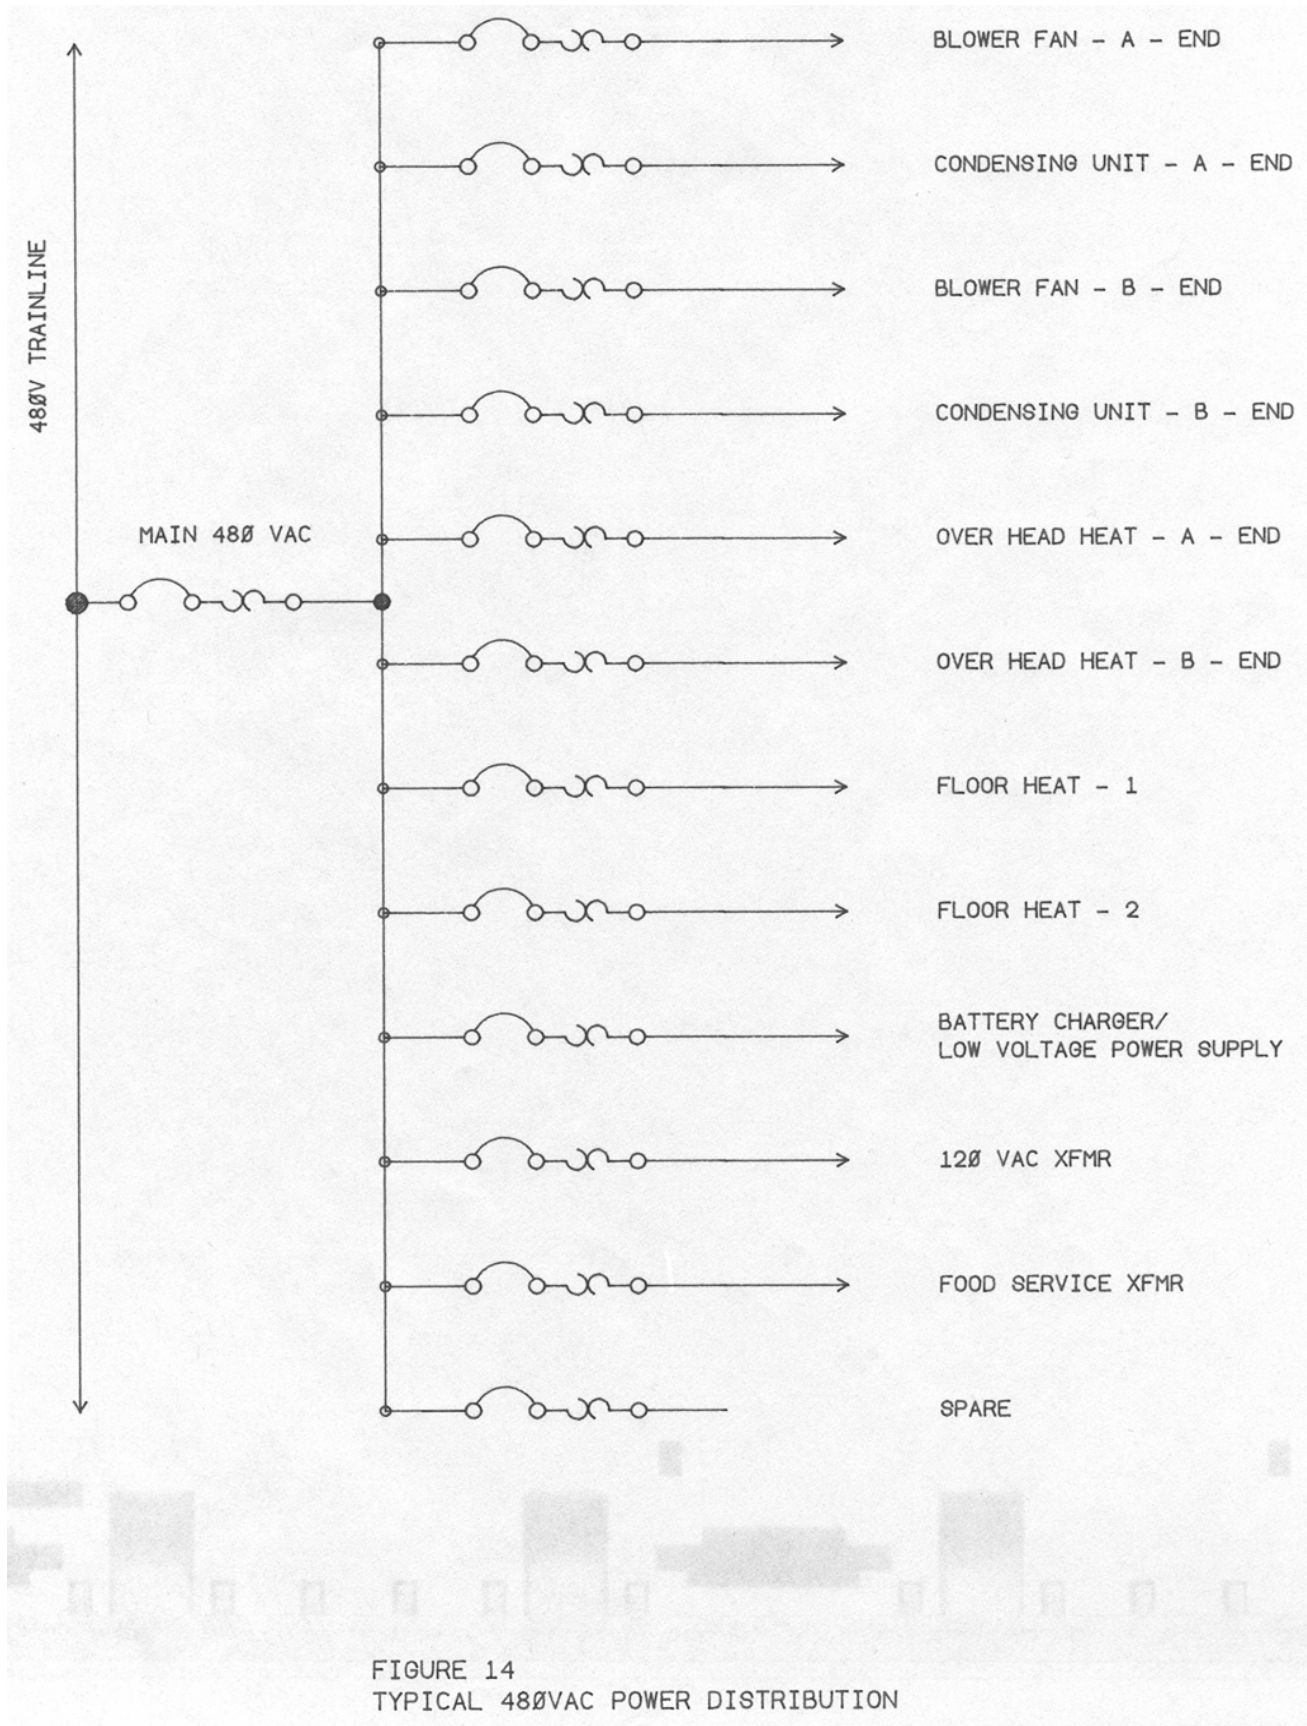 BLOWER FAN - A - END
CONDENSING UNIT - A - END
BLOWER FAN - B - END
480V TRAINLINE
CONDENSING UNIT - B - END
MAIN 480 VAC
OVER HEAD HEAT - A - END
OVER HEAD HEAT - B - END
FLOOR HEAT - 1
FLOOR HEAT - 2
BATTERY CHARGER/
LOW VOLTAGE POWER SUPPLY
120 VAC XFMR
FOOD SERVICE XFMR
SPARE
FIGURE 14
TYPICAL 480VAC POWER DISTRIBUTION